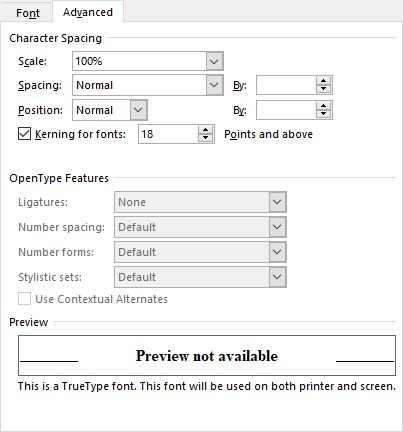 Font Advanced
Character Spacing
Scale: 100%
Spacing: Normal By:
Position: Normal By:
Kerning for fonts: 18 Points and above
OpenType Features
Ligatures: None
Number spacing: Default
Number forms: Default
Stylistic sets: Default
Use Contextual Alternates
Preview
Preview not available
This is a TrueType font. This font will be used on both printer and screen.